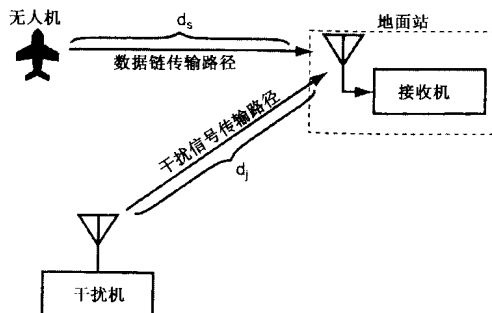 无人机
d_s
数据链传输路径
地面站
接收机
干扰信号传输路径
d_j
干扰机